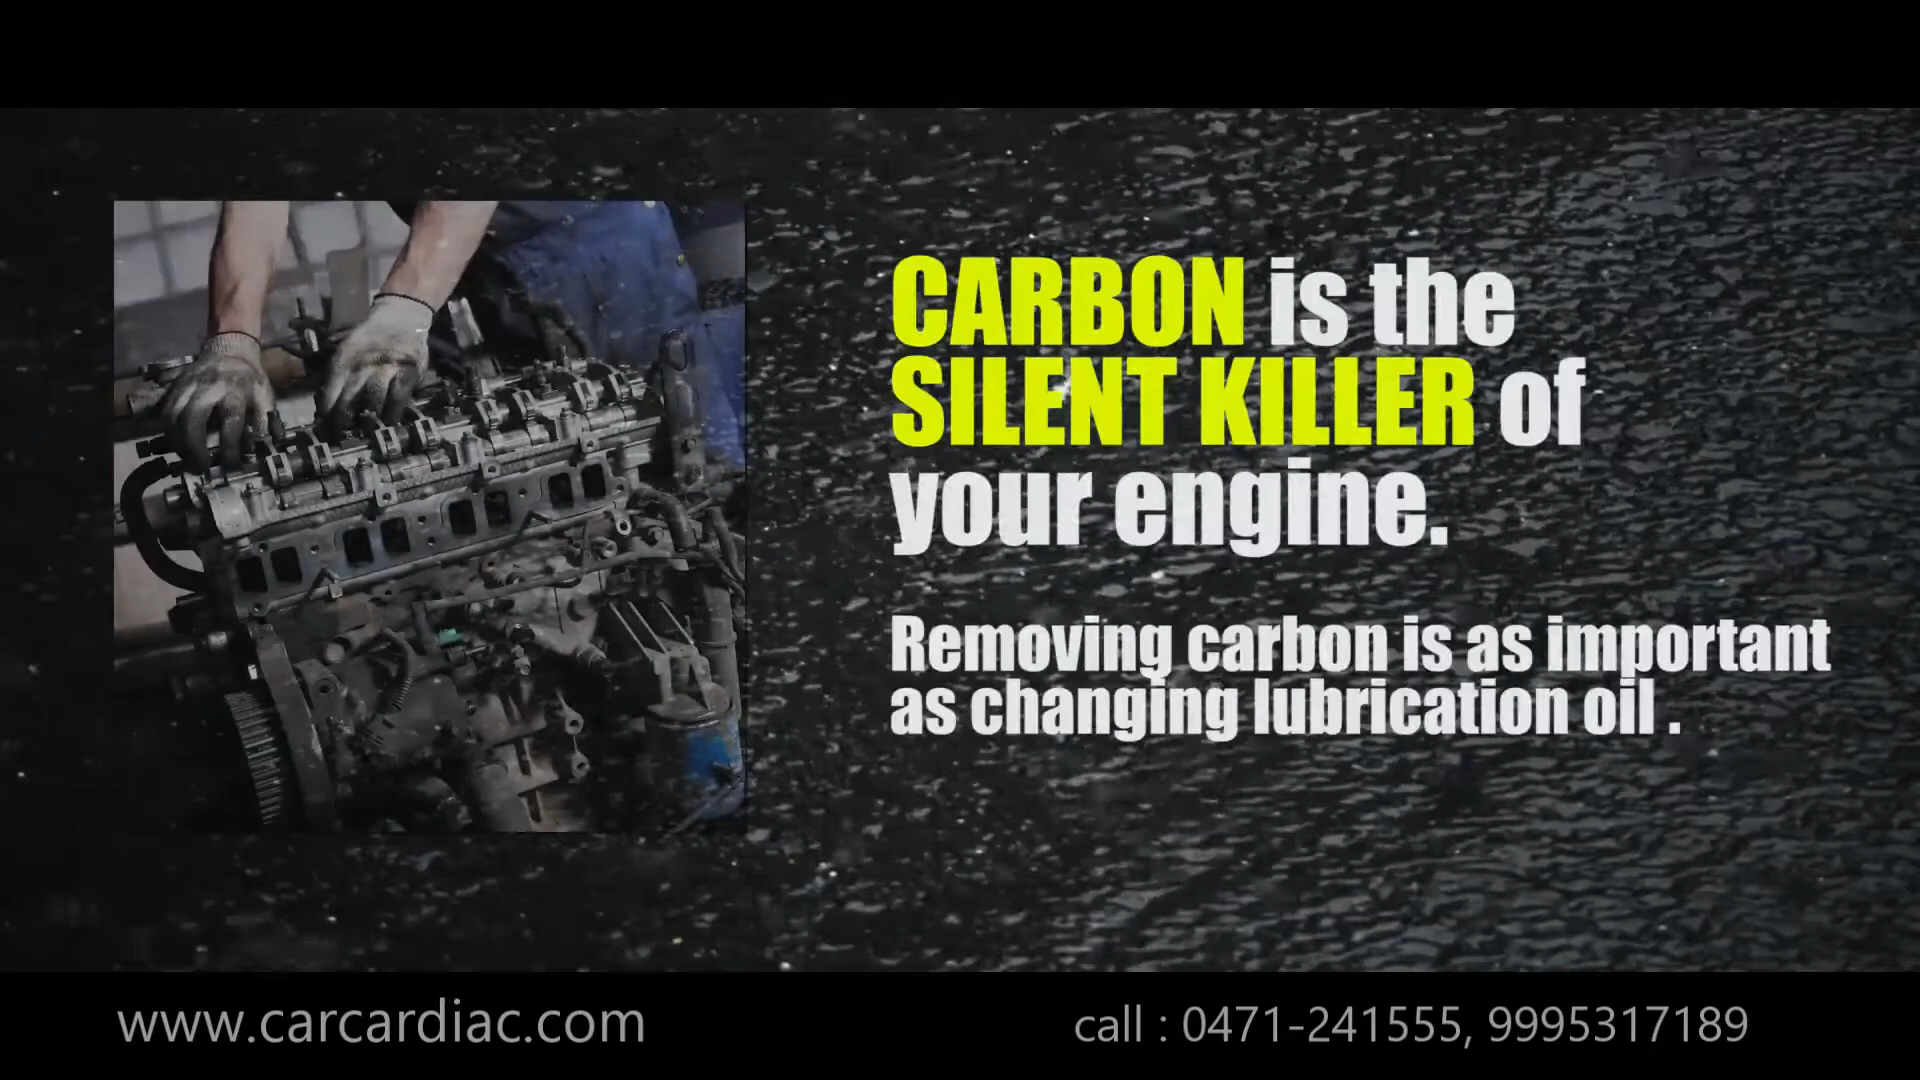 CARBON is the
SILENT KILLER of
your engine.
Removing carbon is as important
as changing lubrication oil .
www.carcardiac.com
call : 0471-241555, 9995317189